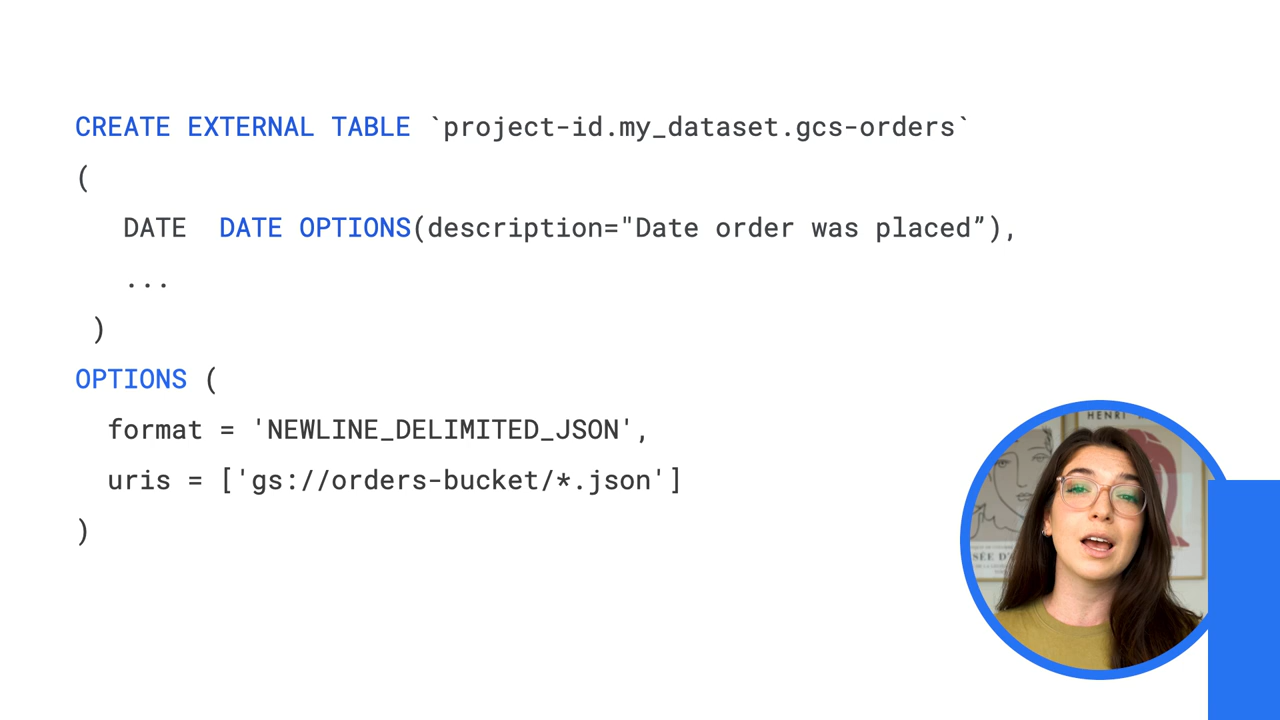 CREATE EXTERNAL TABLE `project-id.my_dataset.gcs-orders`
(
DATE DATE OPTIONS(description="Date order was placed”),
...
)
OPTIONS (
format = 'NEWLINE_DELIMITED_JSON',
uris = ['gs://orders-bucket/*.json']
)
HENRI